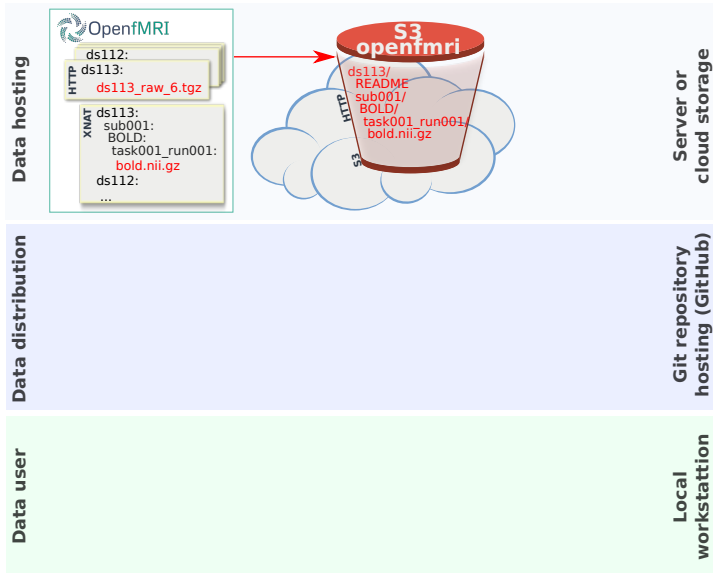 Data hosting
OpenfMRI
ds112:
HTTP
ds113:
ds113_raw_6.tgz
XNAT
ds113:
sub001:
BOLD:
task001_run001:
bold.nii.gz
ds112:
...
S3
openfmri
ds113/
README
sub001/
BOLD/
task001_run001/
bold.nii.gz
HTTP
S3
Server or
cloud storage
Data distribution
Git repository
hosting (GitHub)
Data user
Local
workstattion